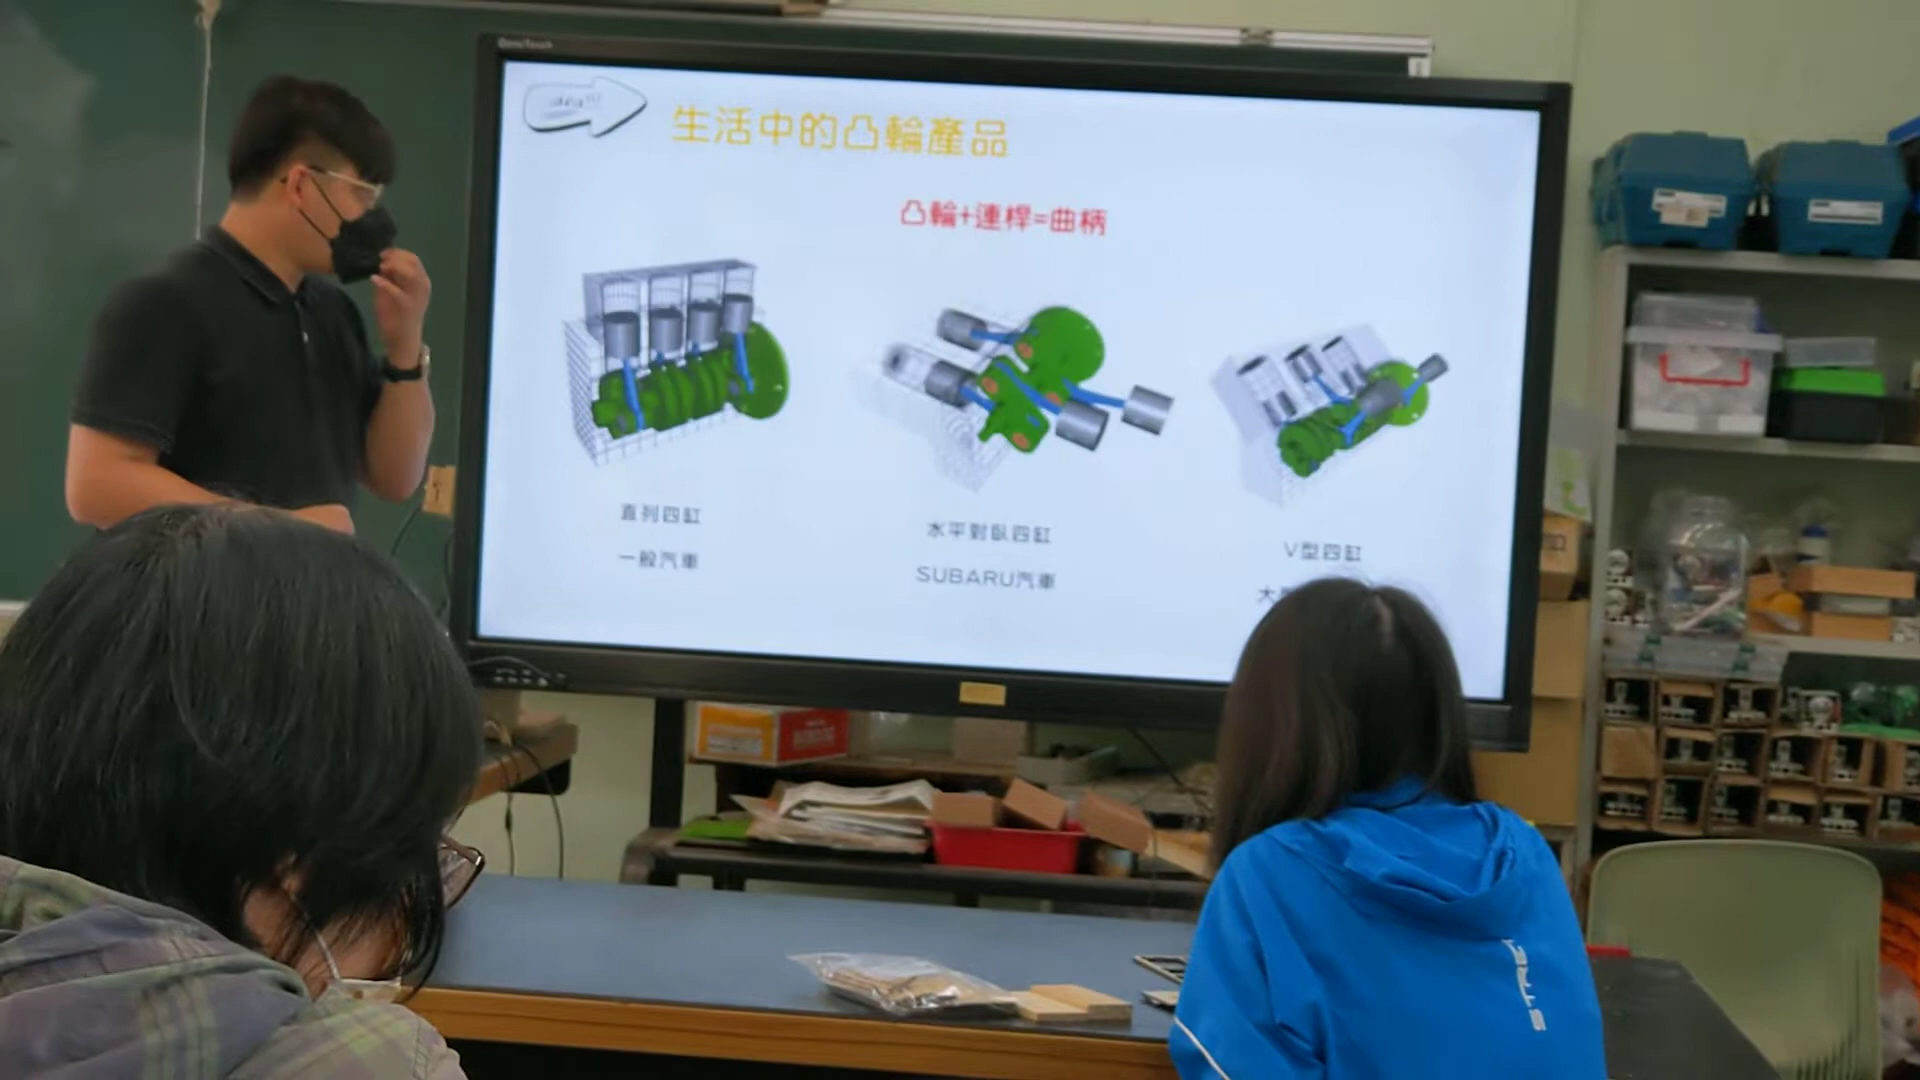 生活中的凸輪產品
凸輪+連桿=曲柄
直列四缸
一般汽車
水平對臥四缸
SUBARU汽車
V型四缸
大